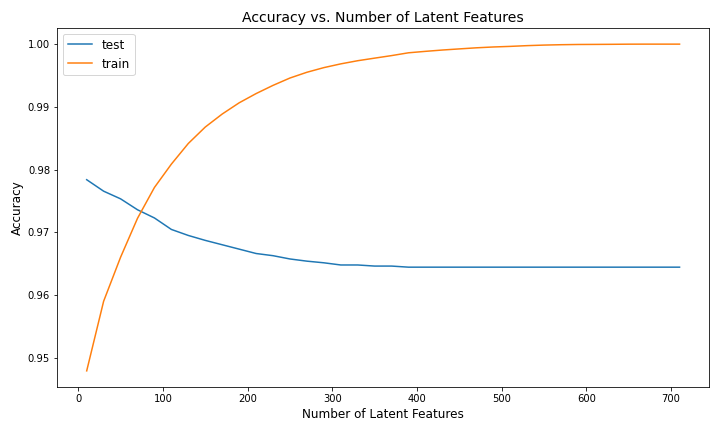 Accuracy vs. Number of Latent Features
test
train
1.00
0.99
0.98
0.97
0.96
0.95
Accuracy
0
100
200
300
400
500
600
700
Number of Latent Features